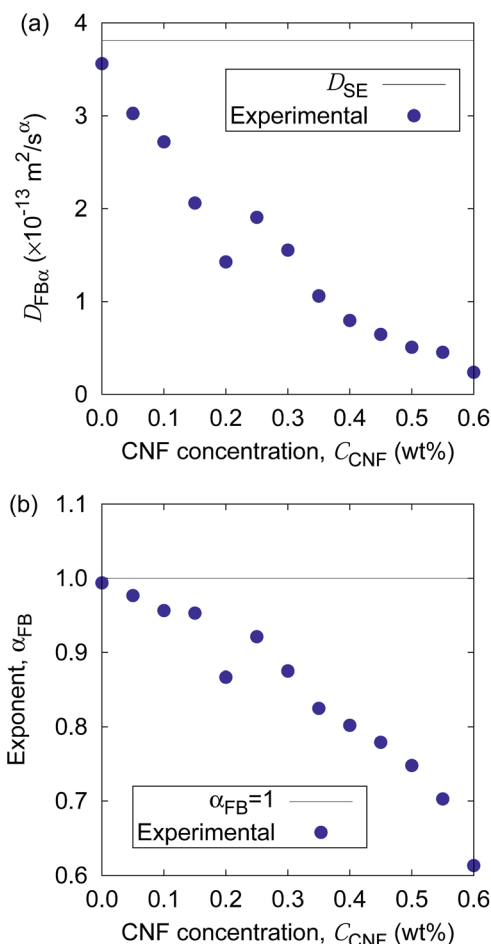 (a)
4
3
2
1
0
D_FBα (×10⁻¹³ m²/s^α)
D_SE
Experimental
0.0 0.1 0.2 0.3 0.4 0.5 0.6
CNF concentration, C_CNF (wt%)
(b)
1.1
1.0
0.9
0.8
0.7
0.6
Exponent, α_FB
α_FB=1
Experimental
0.0 0.1 0.2 0.3 0.4 0.5 0.6
CNF concentration, C_CNF (wt%)